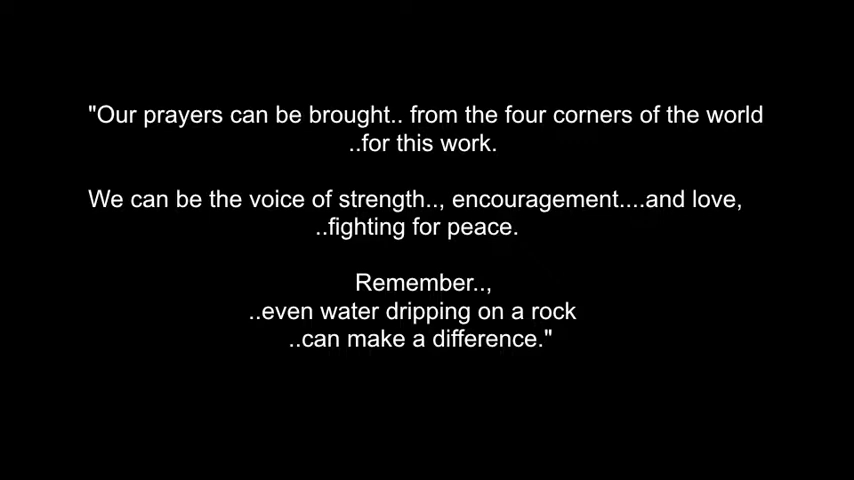 "Our prayers can be brought.. from the four corners of the world
..for this work.
We can be the voice of strength.., encouragement....and love,
..fighting for peace.
Remember..,
..even water dripping on a rock
..can make a difference."